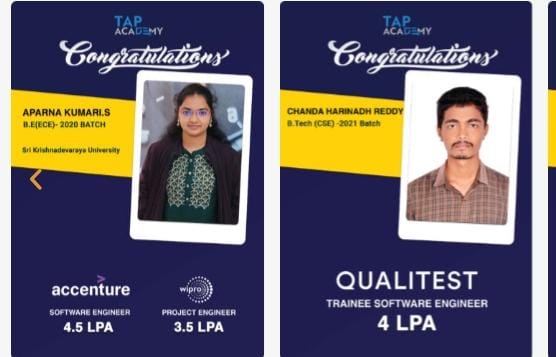 TAP
ACADEMY
Congratulations
APARNA KUMARI.S
B.E(ECE)- 2020 BATCH
Sri Krishnadevaraya University
accenture
SOFTWARE ENGINEER
4.5 LPA
wipro
PROJECT ENGINEER
3.5 LPA
TAP
ACADEMY
Congratulations
CHANDA HARINADH REDDY
B.Tech (CSE) -2021 Batch
QUALITEST
TRAINEE SOFTWARE ENGINEER
4 LPA